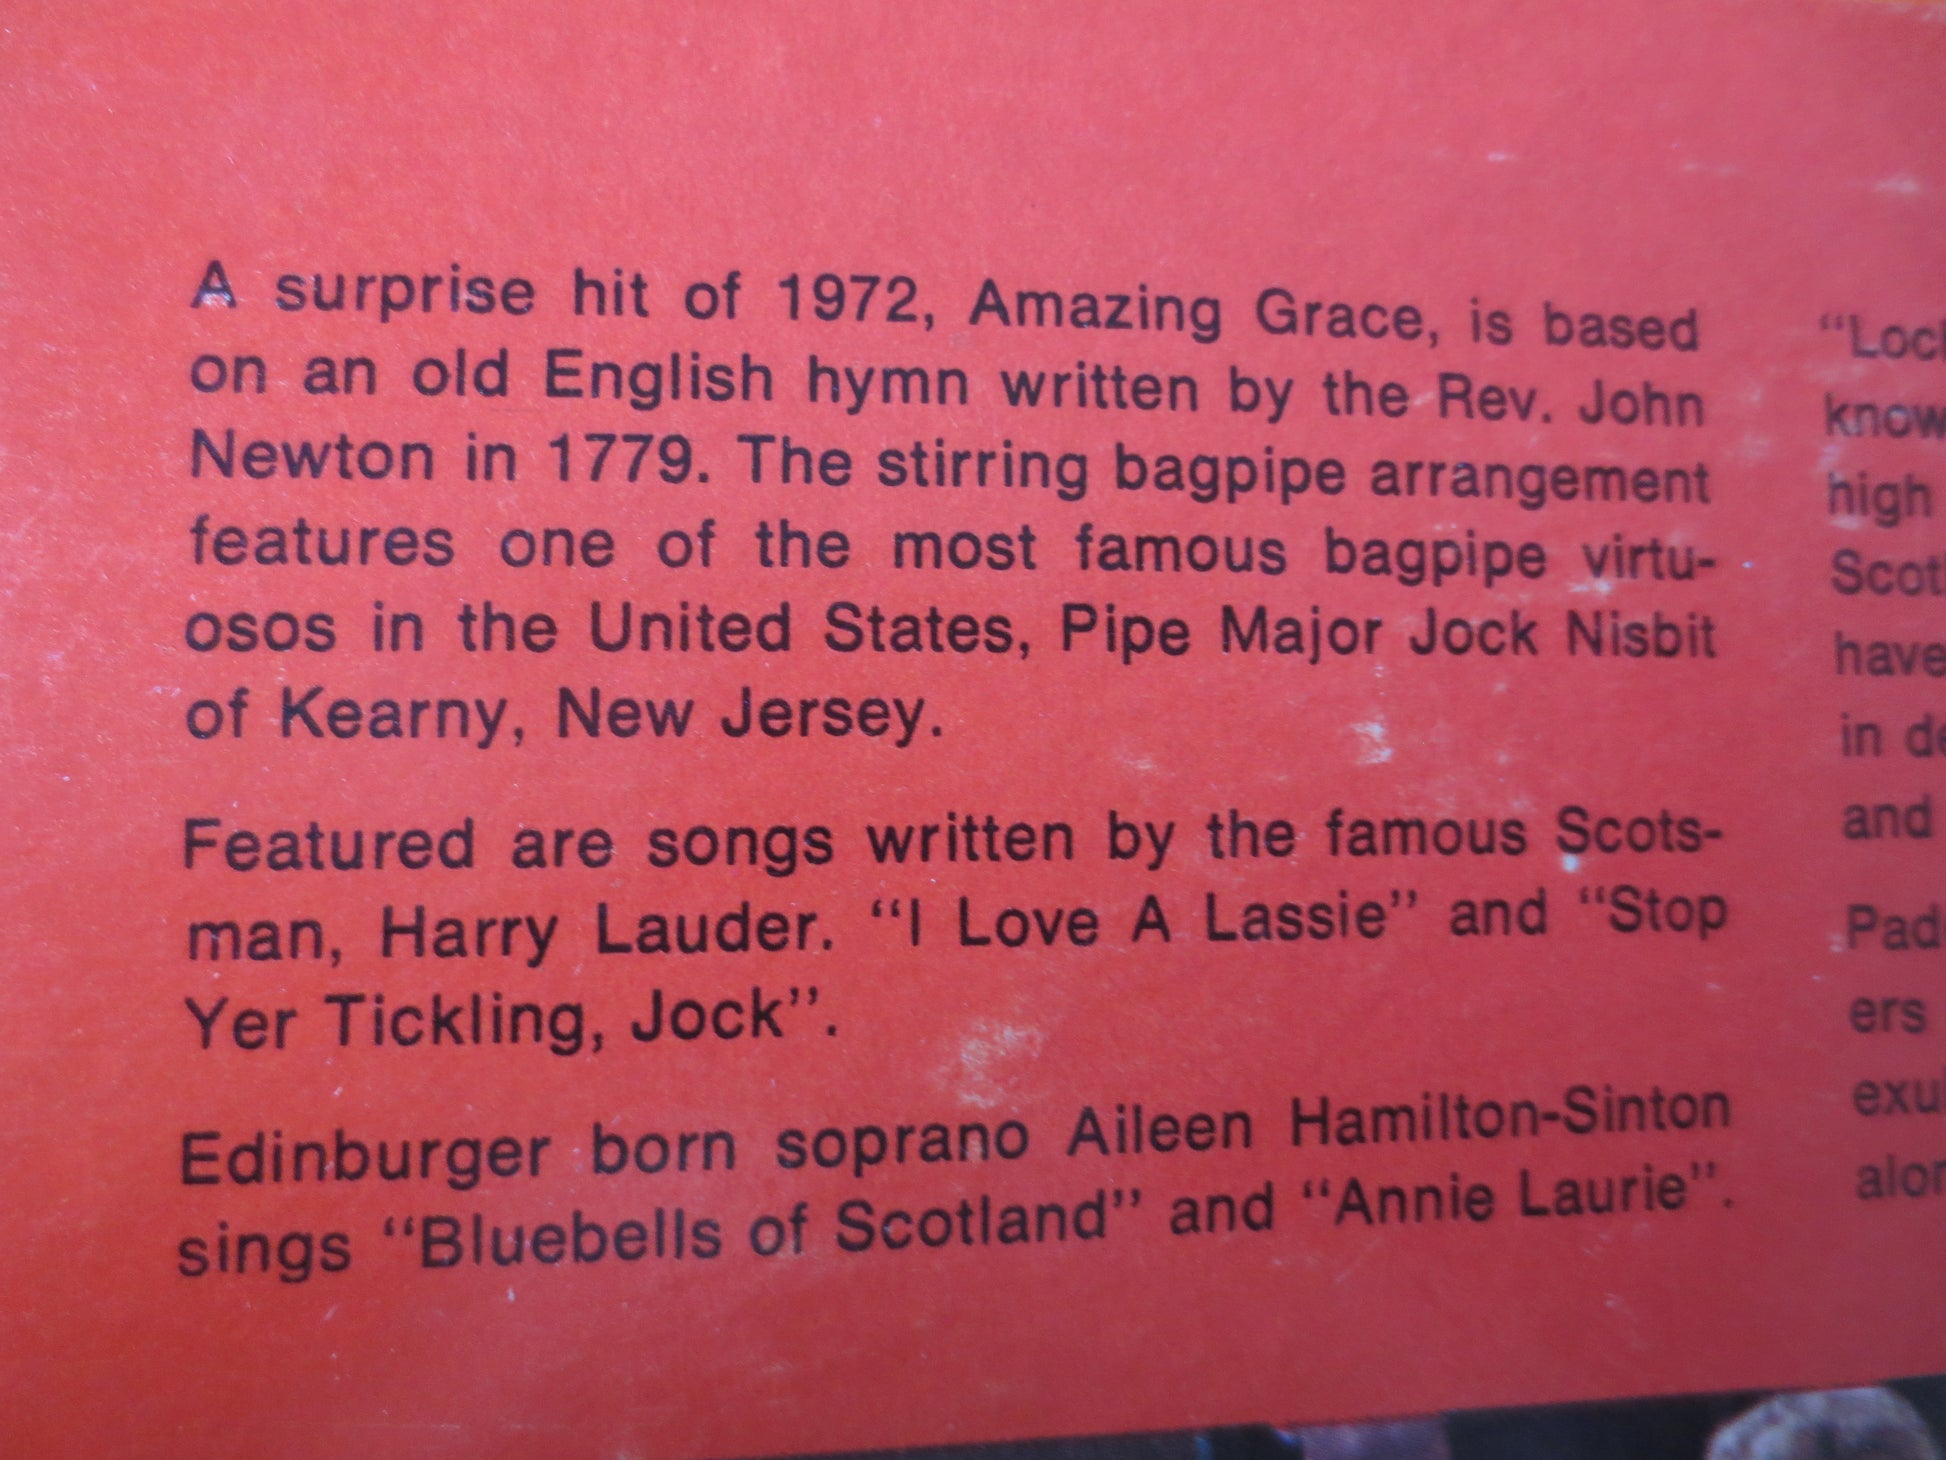 A surprise hit of 1972, Amazing Grace, is based
on an old English hymn written by the Rev. John
Newton in 1779. The stirring bagpipe arrangement
features one of the most famous bagpipe virtu-
osos in the United States, Pipe Major Jock Nisbit
of Kearny, New Jersey.
Featured are songs written by the famous Scots-
man, Harry Lauder. “I Love A Lassie” and “Stop
Yer Tickling, Jock”.
Edinburger born soprano Aileen Hamilton-Sinton
sings “Bluebells of Scotland” and “Annie Laurie”.
high
have
in
and
ers